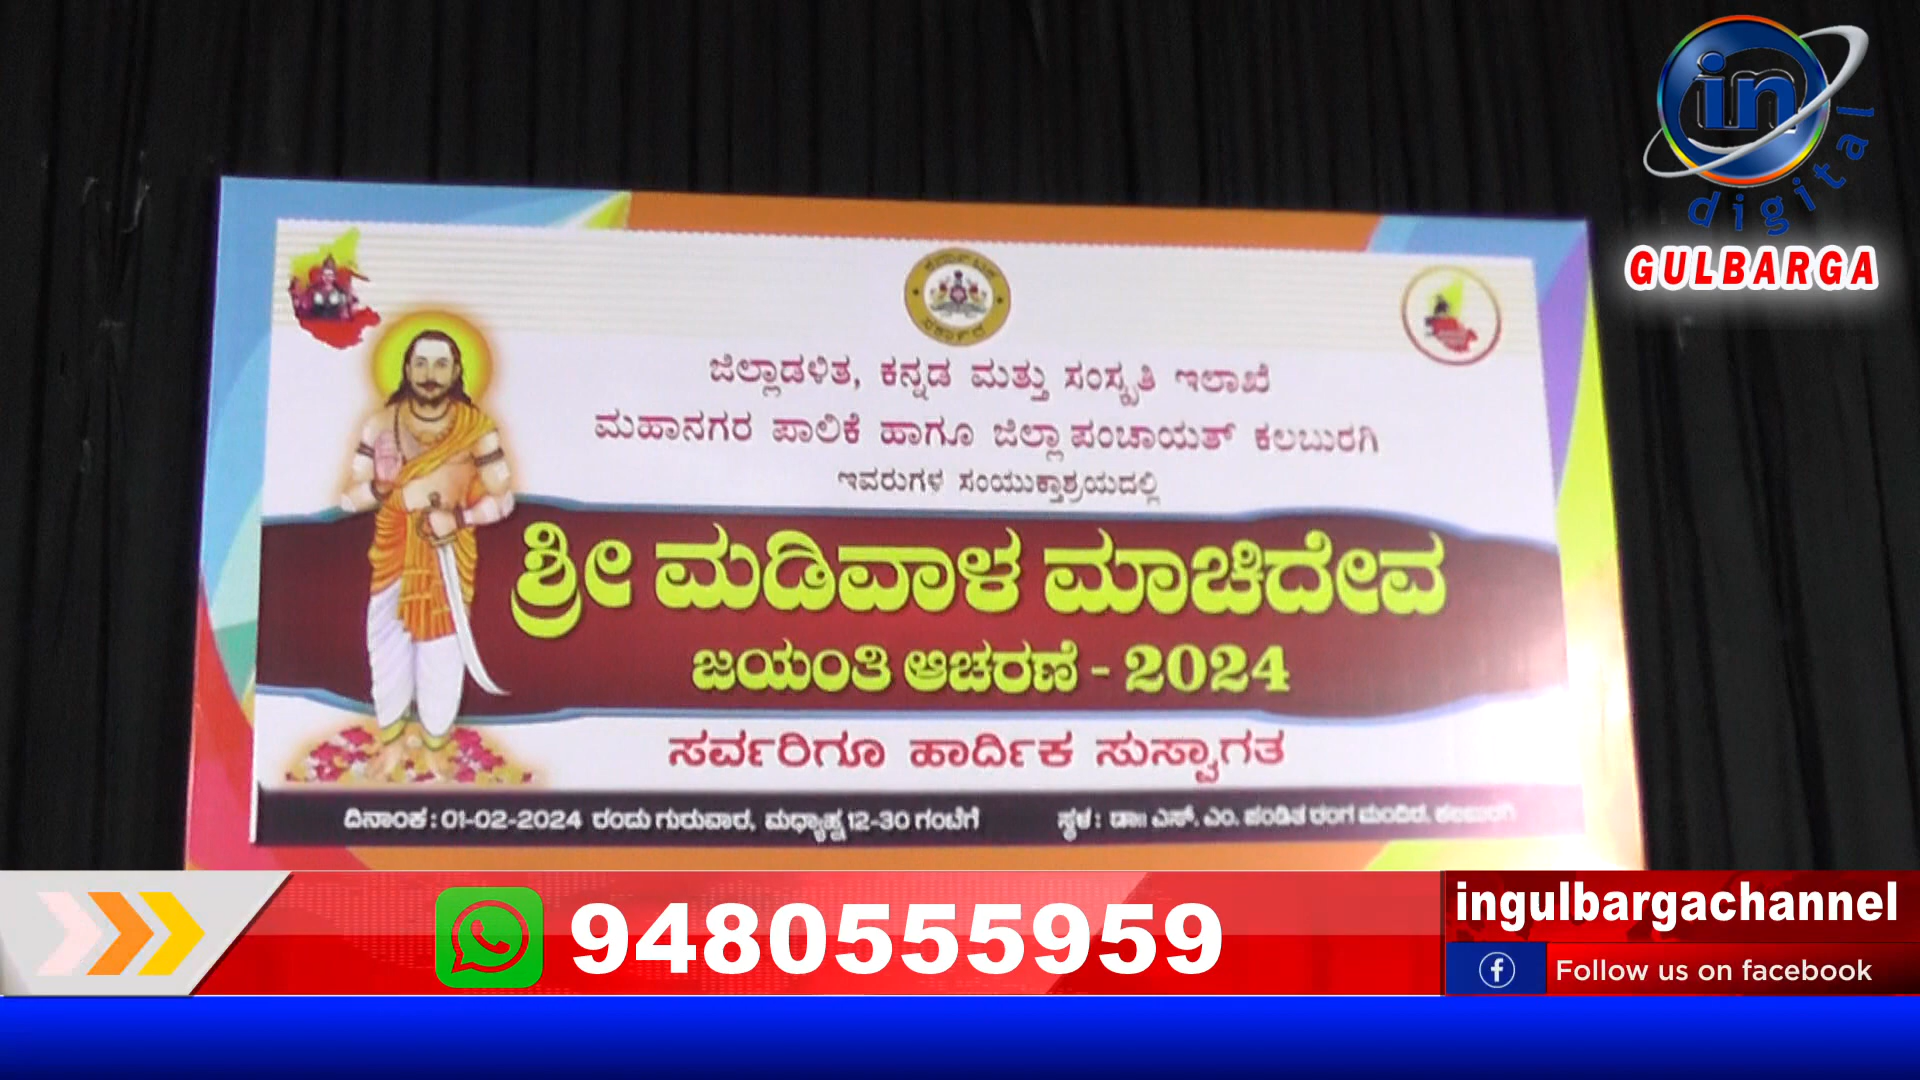 in
digital
GULBARGA
ಜಿಲ್ಲಾಡಳಿತ, ಕನ್ನಡ ಮತ್ತು ಸಂಸ್ಕೃತಿ ಇಲಾಖೆ
ಮಹಾನಗರ ಪಾಲಿಕೆ ಹಾಗೂ ಜಿಲ್ಲಾ ಪಂಚಾಯತ್ ಕಲಬುರಗಿ
ಇವರುಗಳ ಸಂಯುಕ್ತಾಶ್ರಯದಲ್ಲಿ
ಶ್ರೀ ಮಡಿವಾಳ ಮಾಚಿದೇವ
ಜಯಂತಿ ಆಚರಣೆ - 2024
ಸರ್ವರಿಗೂ ಹಾರ್ದಿಕ ಸುಸ್ವಾಗತ
ದಿನಾಂಕ : 01-02-2024 ರಂದು ಗುರುವಾರ, ಮಧ್ಯಾಹ್ನ 12-30 ಗಂಟೆಗೆ
ಸ್ಥಳ : ಡಾ॥ ಎಸ್. ಎಂ. ಪಂಡಿತ ರಂಗ ಮಂದಿರ, ಕಲಬುರಗಿ
9480555959
ingulbargachannel
Follow us on facebook